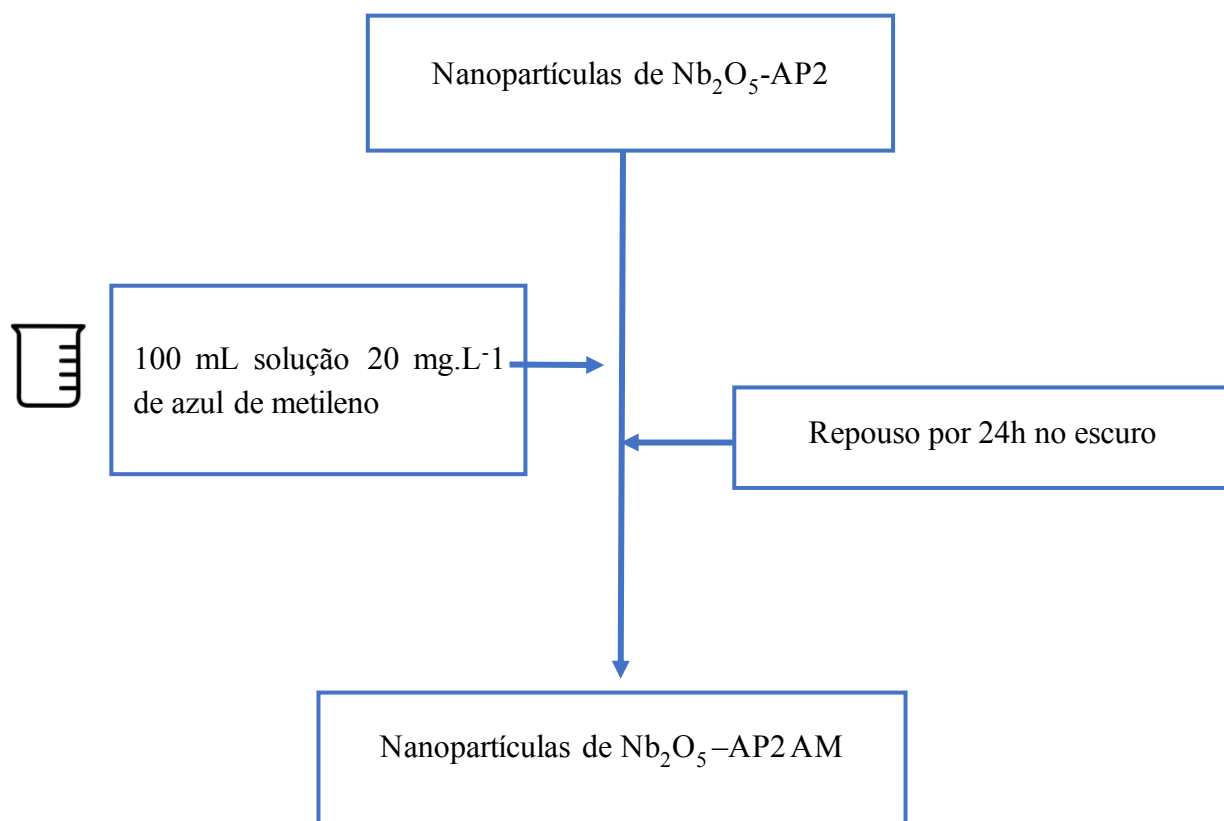 Nanopartículas de Nb₂O₅-AP2
100 mL solução 20 mg.L⁻1
de azul de metileno
Repouso por 24h no escuro
Nanopartículas de Nb₂O₅ –AP2 AM